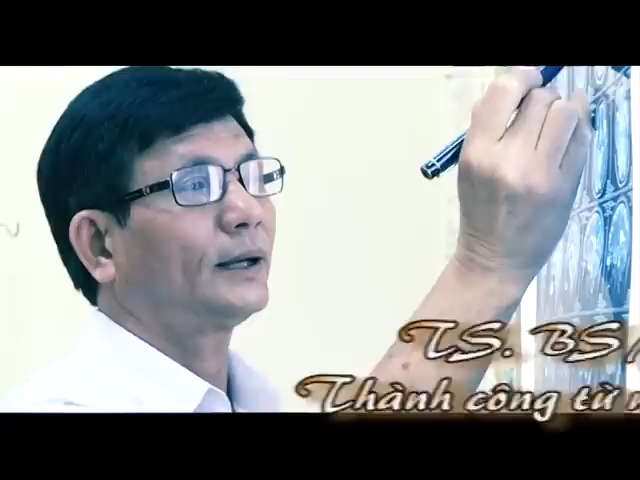 TS. BS
Thành công từ